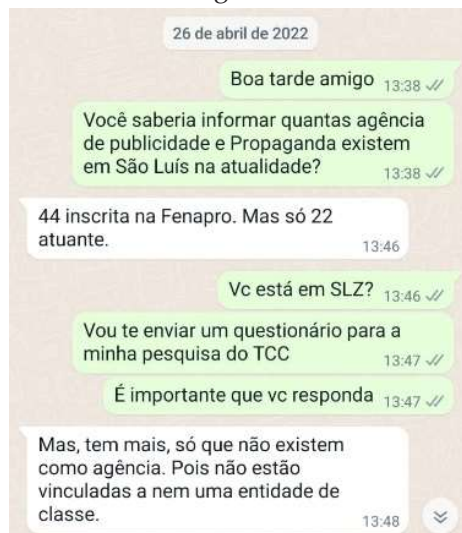 26 de abril de 2022
Boa tarde amigo 13:38
Você saberia informar quantas agência
de publicidade e Propaganda existem
em São Luís na atualidade? 13:38
44 inscrita na Fenapro. Mas só 22
atuante. 13:46
Vc está em SLZ? 13:46
Vou te enviar um questionário para a
minha pesquisa do TCC 13:47
É importante que vc responda 13:47
Mas, tem mais, só que não existem
como agência. Pois não estão
vinculadas a nem uma entidade de
classe. 13:48